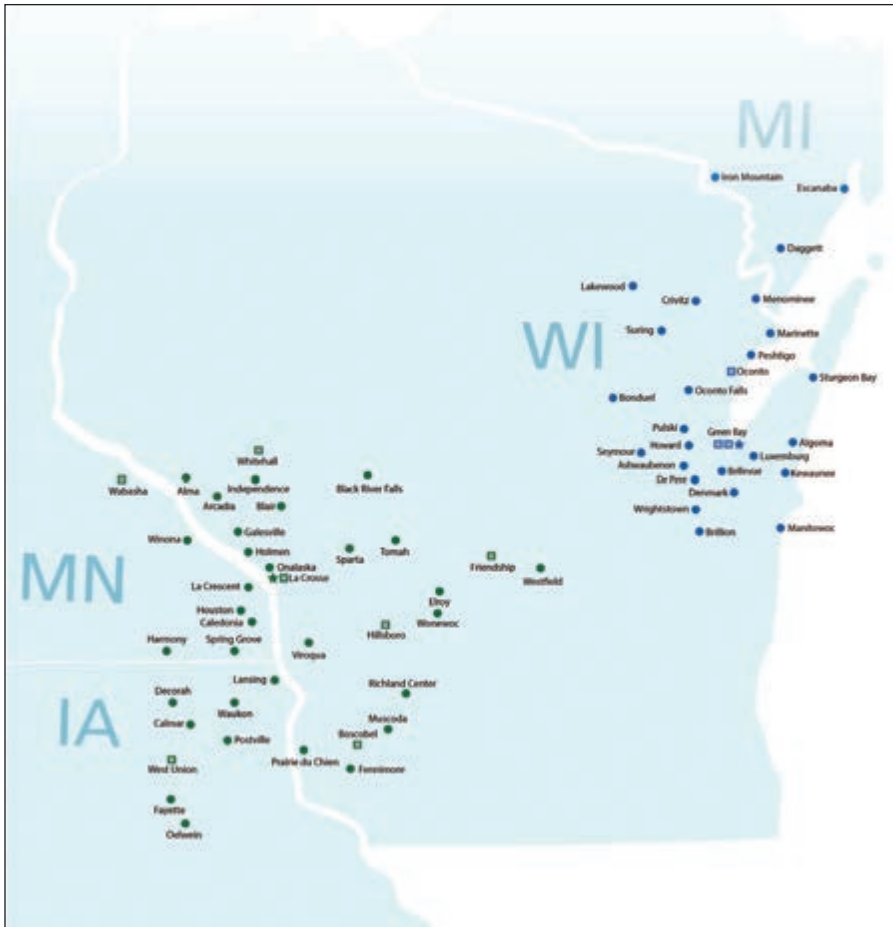 MI
Iron Mountain
Escanaba
Daggett
Lakewood
Crivitz
Menominee
WI
Suring
Marinette
Peshtigo
Oconto
Sturgeon Bay
Oconto Falls
Bonduel
Pulski
Green Bay
Howard
Algoma
Seymour
Luxemburg
Ashwaubenon
Bellevue
Kewaunee
De Pere
Denmark
Wrightstown
Brillion
Manitowoc
Whitehall
Wabasha
Alma
Independence
Black River Falls
Arcadia
Blair
Galesville
Winona
Holmen
Sparta
Tomah
MN
Onalaska
La Crosse
Friendship
Westfield
La Crescent
Elroy
Houston
Wonewoc
Caledonia
Hillsboro
Harmony
Spring Grove
Viroqua
Lansing
Richland Center
Decorah
IA
Waukon
Calmar
Muscoda
Boscobel
Postville
Prairie du Chien
West Union
Fennimore
Fayette
Oelwein